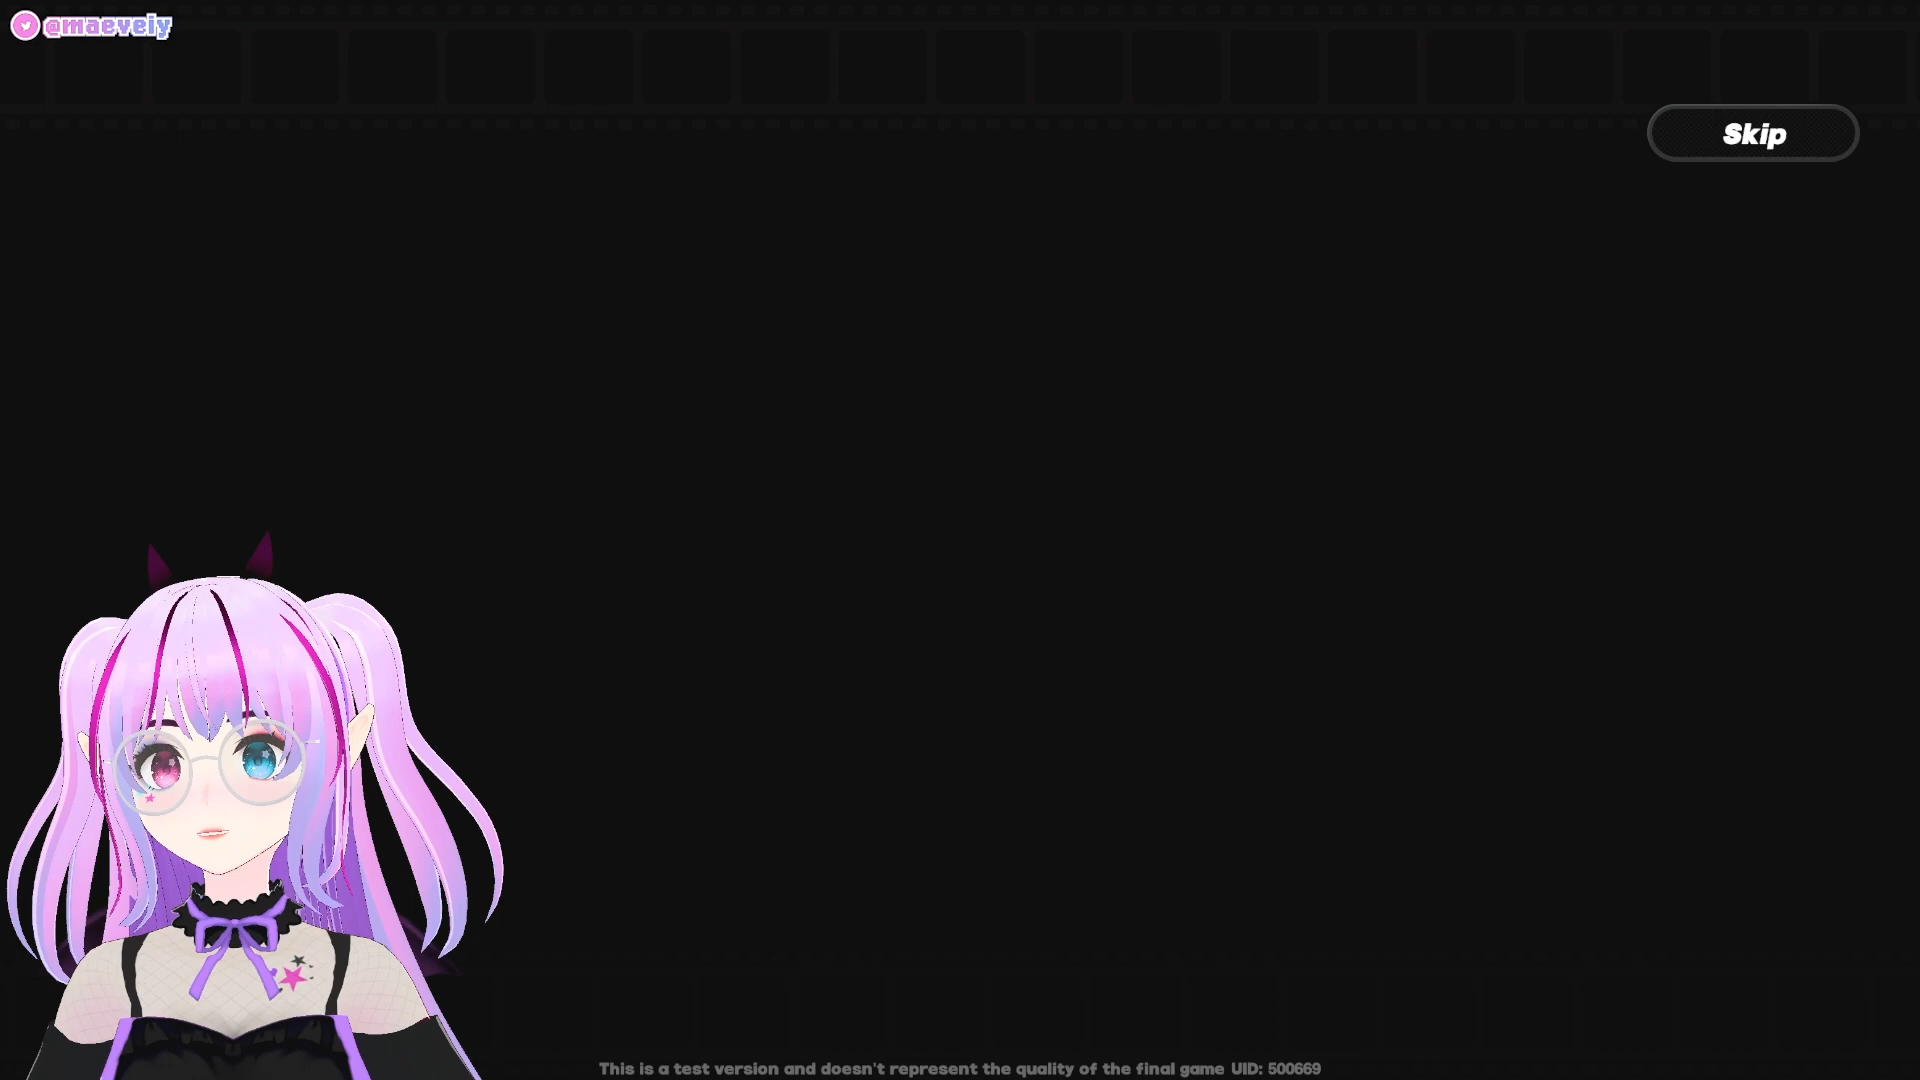 @maeveiy
Skip
This is a test version and doesn't represent the quality of the final game UID: 500669